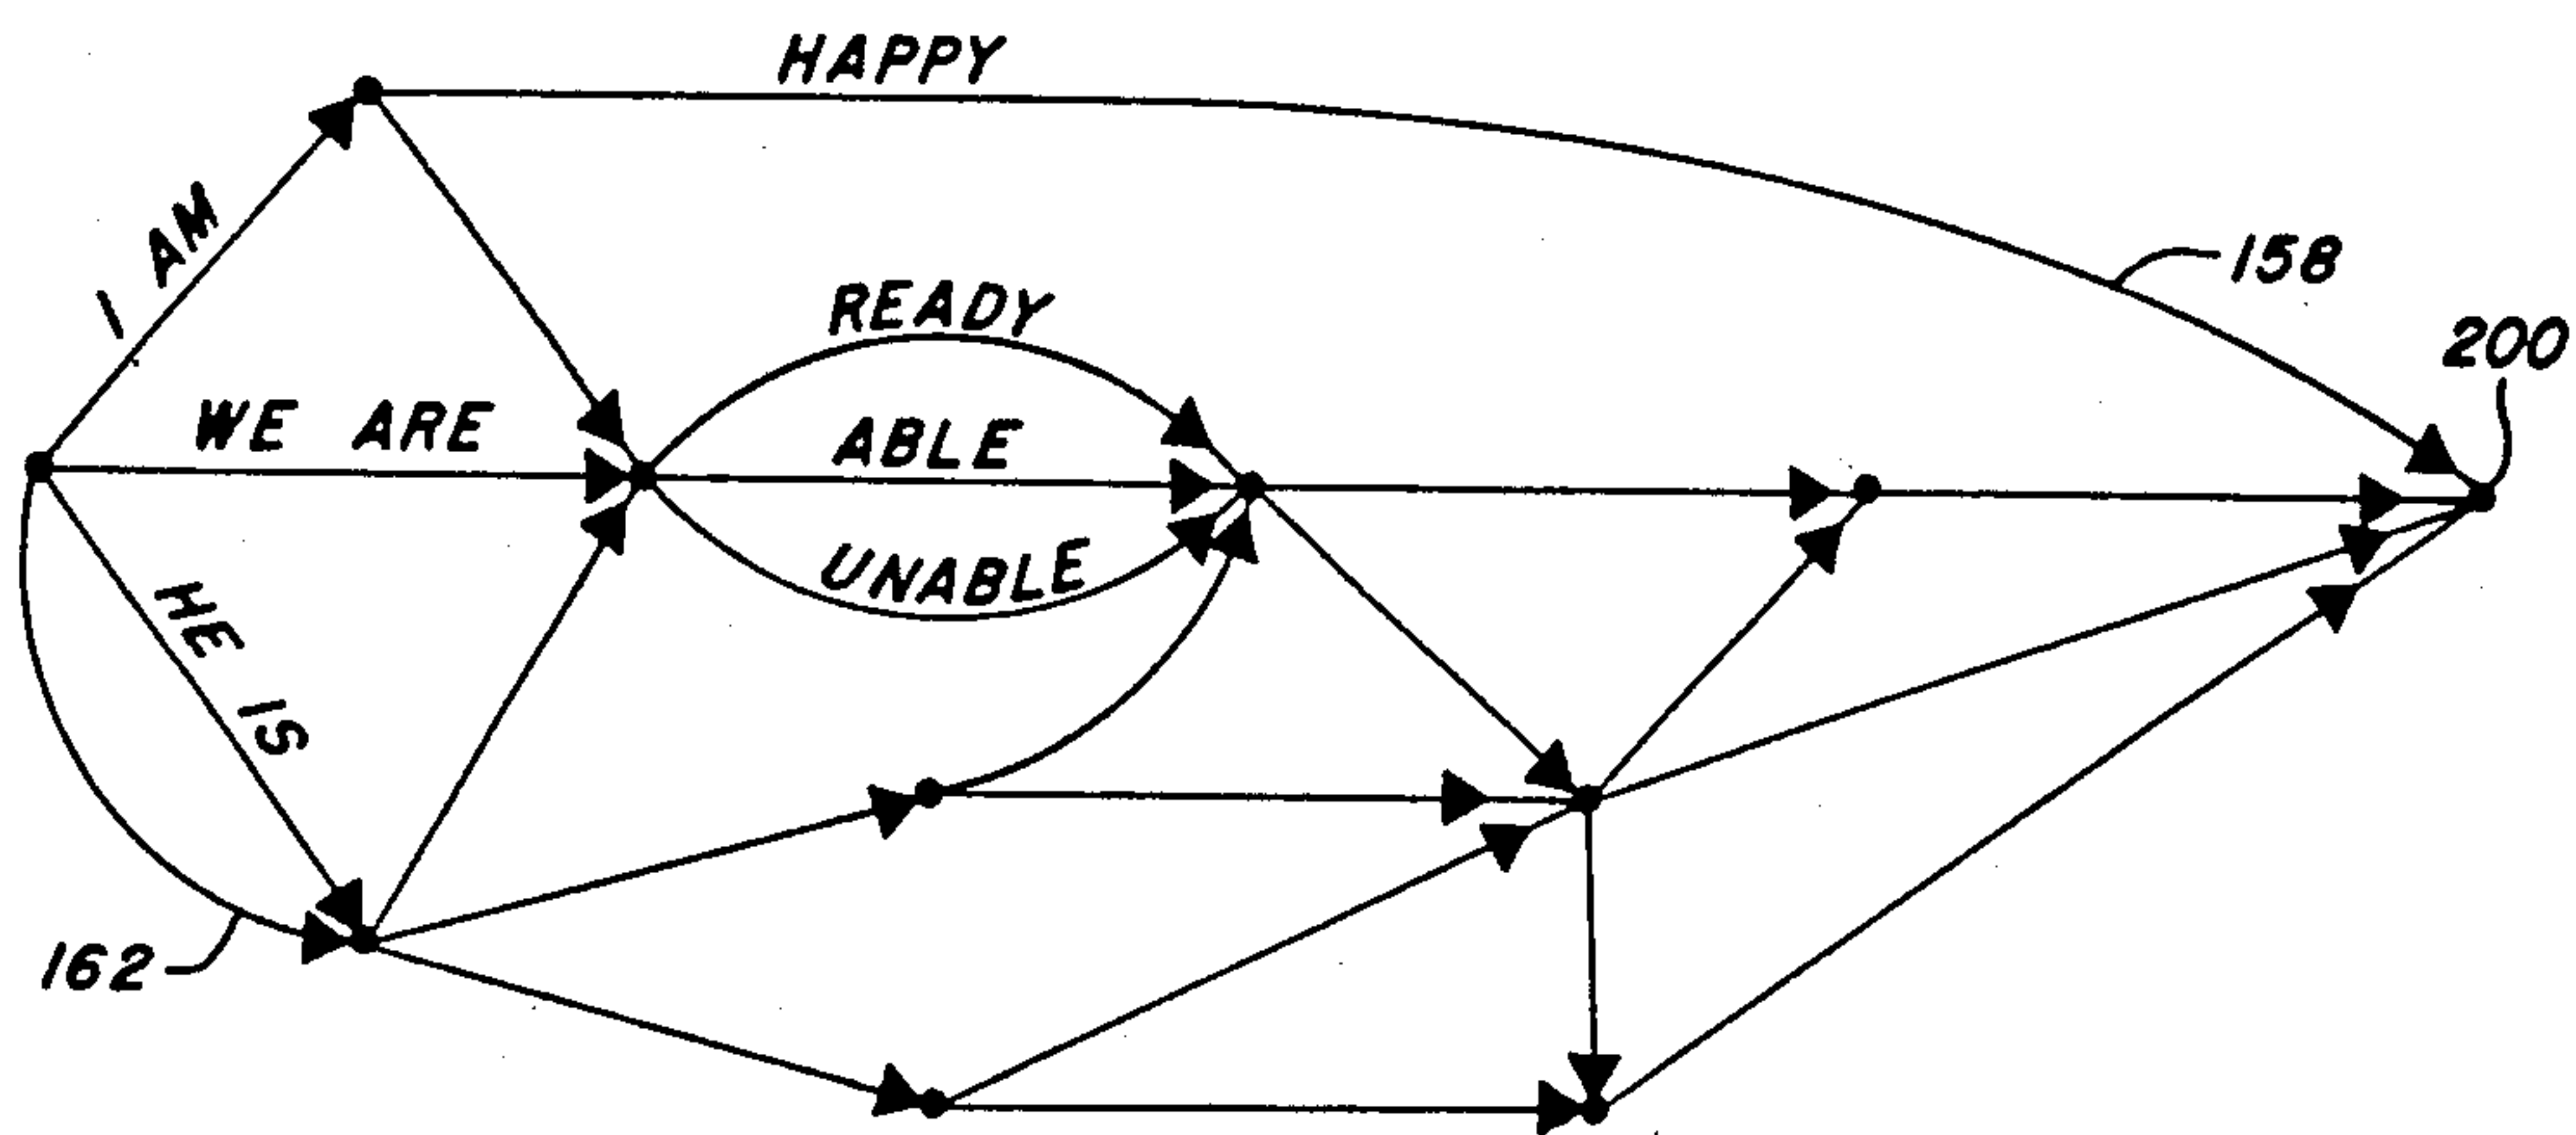 HAPPY
I AM
158
READY
200
WE ARE
ABLE
UNABLE
HE IS
162